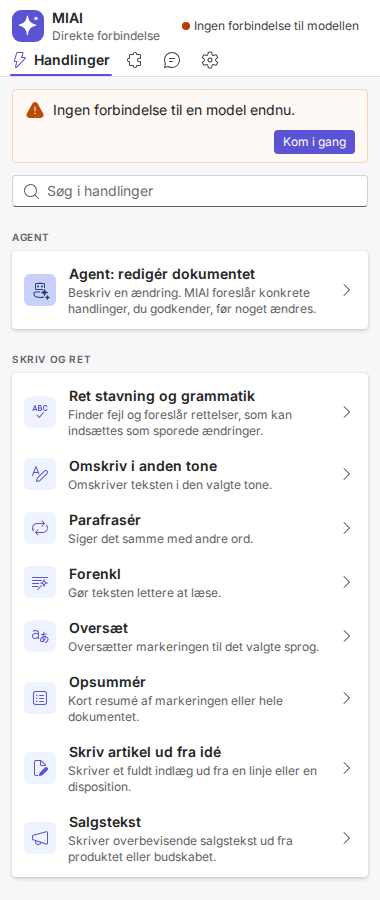 MIAI
Direkte forbindelse
Ingen forbindelse til modellen
Handlinger
Ingen forbindelse til en model endnu.
Kom i gang
Søg i handlinger
AGENT
Agent: redigér dokumentet
Beskriv en ændring. MIAI foreslår konkrete
handlinger, du godkender, før noget ændres.
SKRIV OG RET
ABC
Ret stavning og grammatik
Finder fejl og foreslår rettelser, som kan
indsættes som sporede ændringer.
Omskriv i anden tone
Omskriver teksten i den valgte tone.
Parafrasér
Siger det samme med andre ord.
Forenkl
Gør teksten lettere at læse.
aあ
Oversæt
Oversætter markeringen til det valgte sprog.
Opsummér
Kort resumé af markeringen eller hele
dokumentet.
Skriv artikel ud fra idé
Skriver et fuldt indlæg ud fra en linje eller en
disposition.
Salgstekst
Skriver overbevisende salgstekst ud fra
produktet eller budskabet.